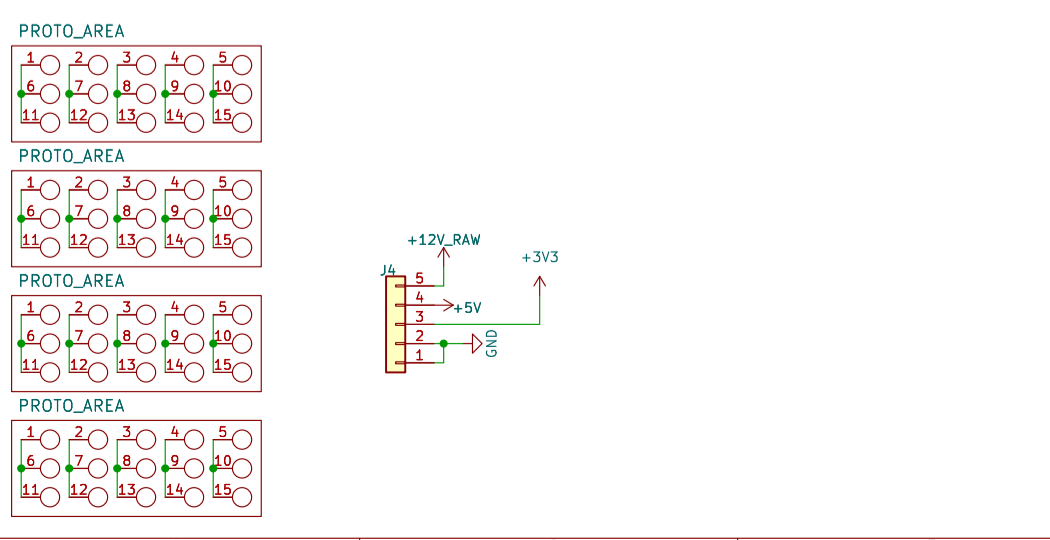 PROTO_AREA
1 2 3 4 5
6 7 8 9 10
11 12 13 14 15
PROTO_AREA
1 2 3 4 5
6 7 8 9 10
11 12 13 14 15
PROTO_AREA
1 2 3 4 5
6 7 8 9 10
11 12 13 14 15
PROTO_AREA
1 2 3 4 5
6 7 8 9 10
11 12 13 14 15
+12V_RAW
+3V3
J4
5
4 +5V
3
2 GND
1